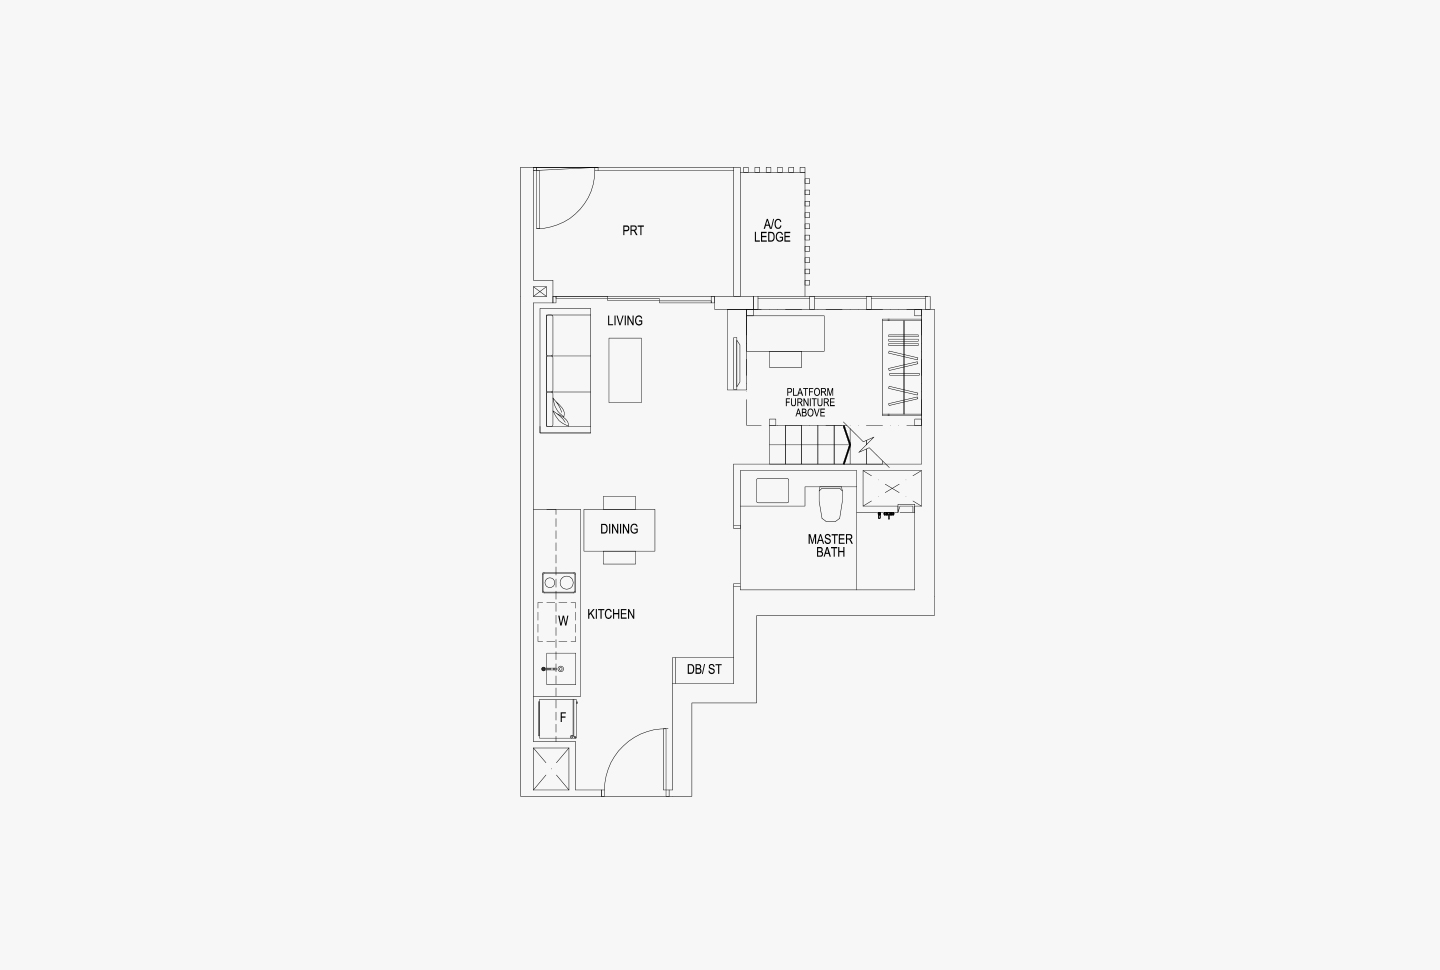 PRT
A/C
LEDGE
LIVING
PLATFORM
FURNITURE
ABOVE
DINING
MASTER
BATH
KITCHEN
W
DB/ ST
F